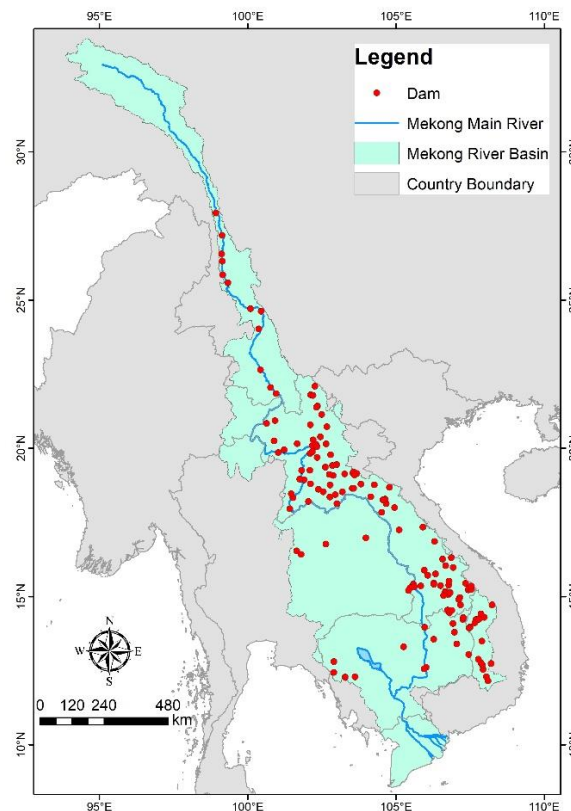 95°E 100°E 105°E 110°E
Legend
Dam
Mekong Main River
Mekong River Basin
Country Boundary
30°N
25°N
20°N
15°N
10°N
N
W E
S
0 120 240 480
km
95°E 100°E 105°E 110°E